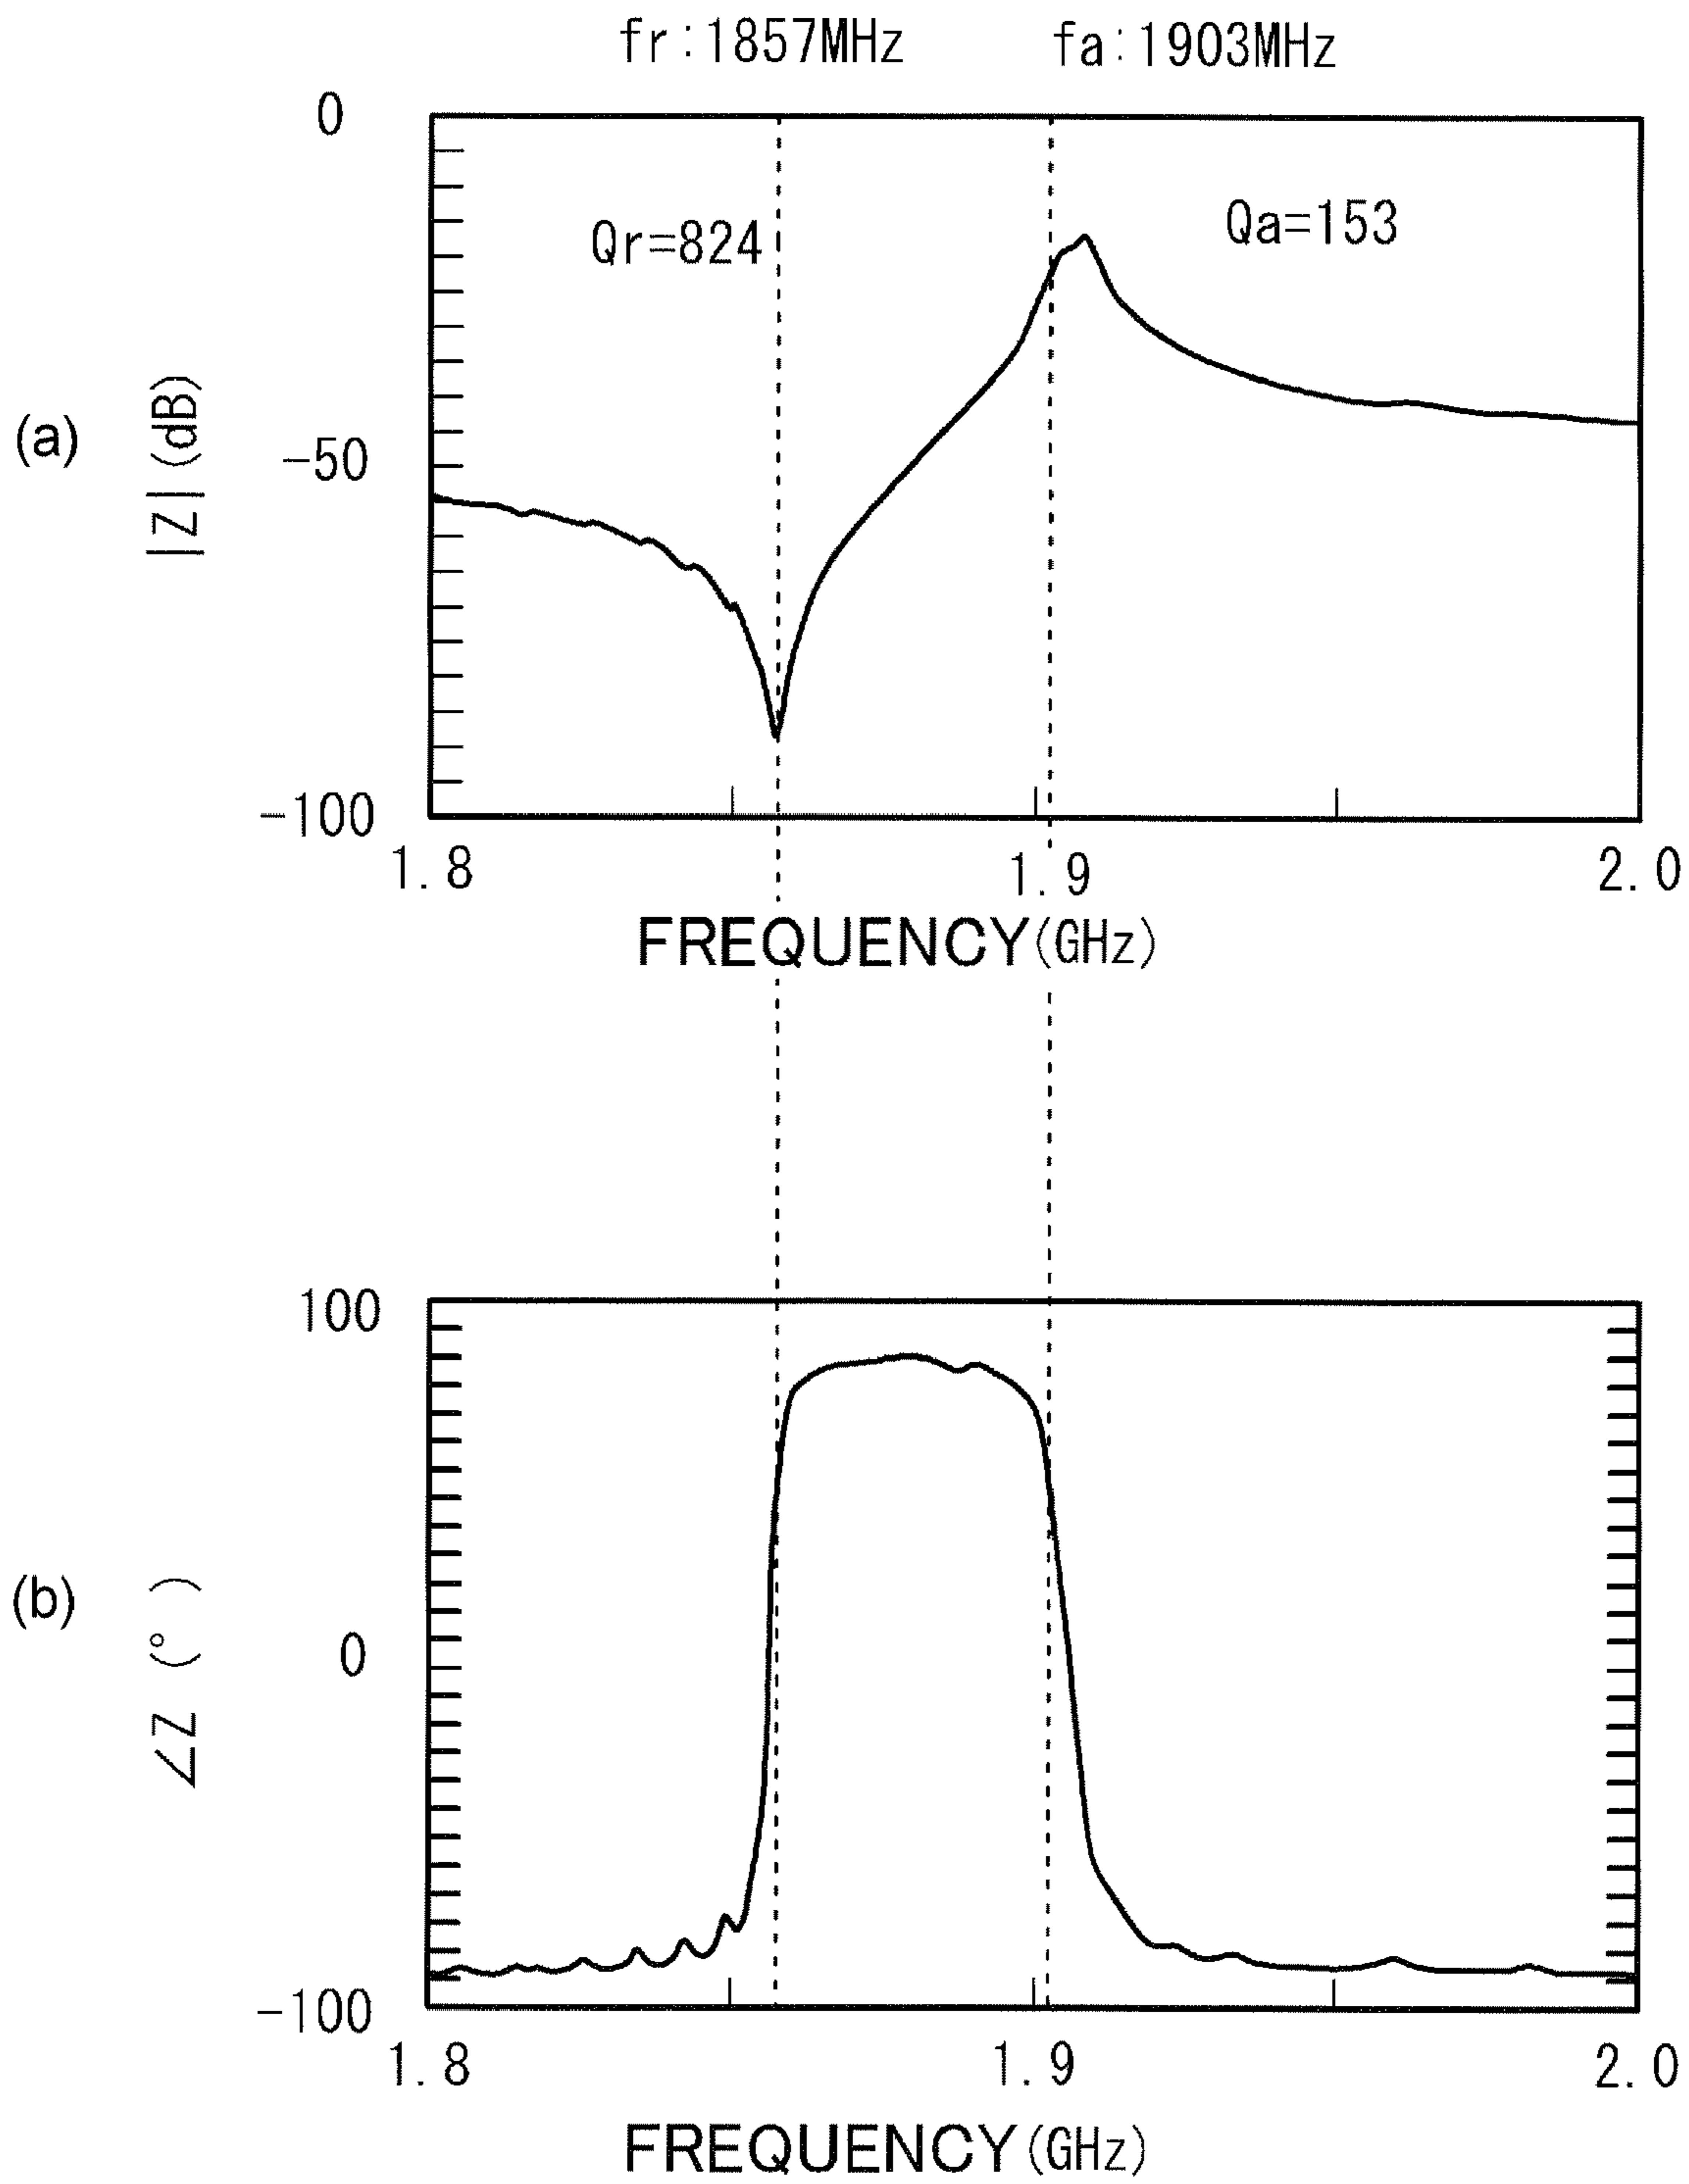 fr:1857MHz fa:1903MHz
0
Qr=824
Qa=153
(a)
|Z|(dB)
-50
-100
1.8
1.9
2.0
FREQUENCY(GHz)
100
(b)
∠Z (°)
0
-100
1.8
1.9
2.0
FREQUENCY(GHz)